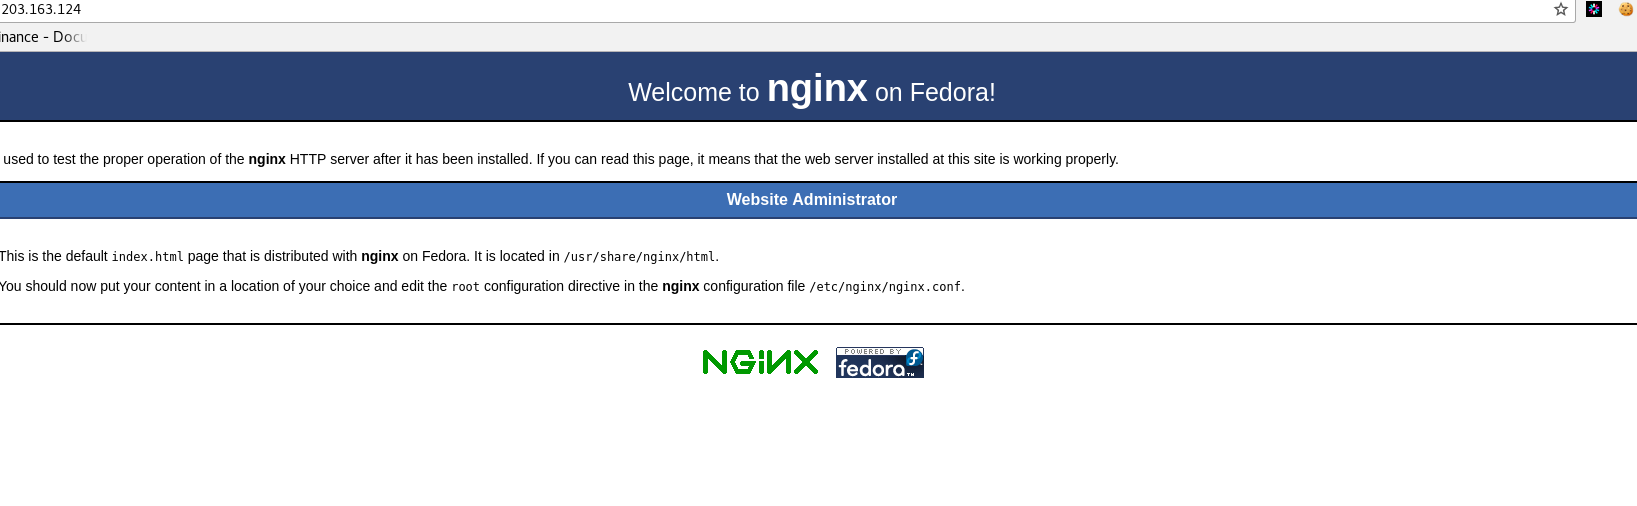 203.163.124
inance - Docu
Welcome to nginx on Fedora!
used to test the proper operation of the nginx HTTP server after it has been installed. If you can read this page, it means that the web server installed at this site is working properly.
Website Administrator
This is the default index.html page that is distributed with nginx on Fedora. It is located in /usr/share/nginx/html.
You should now put your content in a location of your choice and edit the root configuration directive in the nginx configuration file /etc/nginx/nginx.conf.
NGiNX
POWERED BY
fedora™